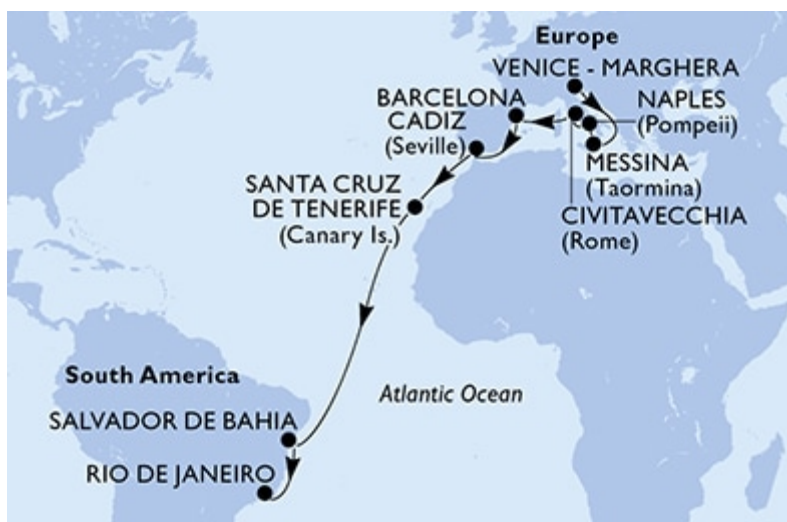 Europe
VENICE - MARGHERA
BARCELONA
NAPLES
CADIZ
(Pompeii)
(Seville)
MESSINA
SANTA CRUZ
(Taormina)
DE TENERIFE
CIVITAVECCHIA
(Canary Is.)
(Rome)
South America
Atlantic Ocean
SALVADOR DE BAHIA
RIO DE JANEIRO